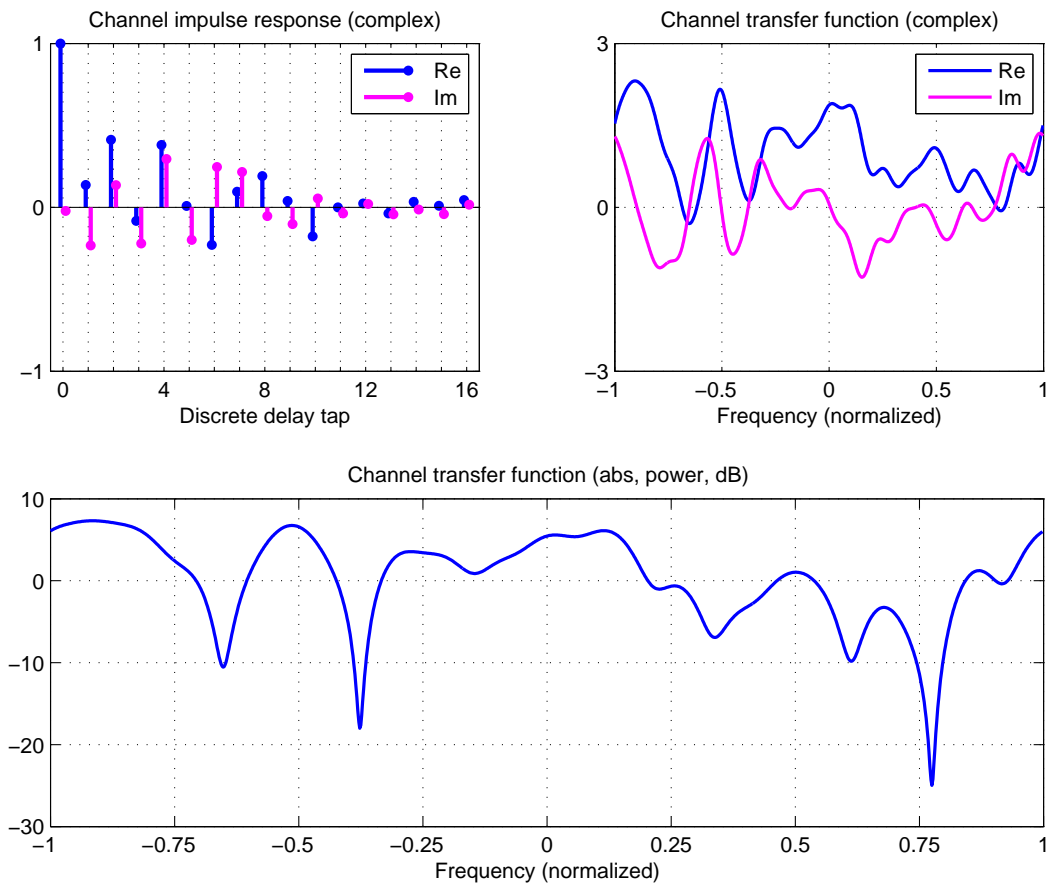 Channel impulse response (complex)
1
0
−1
Re
Im
0 4 8 12 16
Discrete delay tap
Channel transfer function (complex)
3
0
−3
Re
Im
−1 −0.5 0 0.5 1
Frequency (normalized)
Channel transfer function (abs, power, dB)
10
0
−10
−20
−30
−1 −0.75 −0.5 −0.25 0 0.25 0.5 0.75 1
Frequency (normalized)